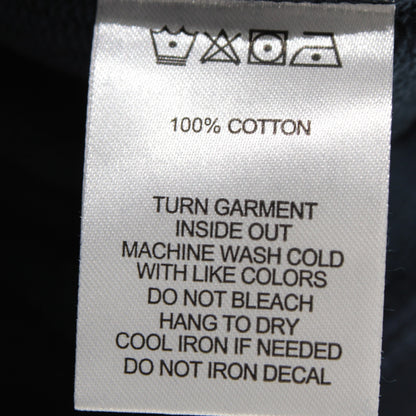 100% COTTON
TURN GARMENT
INSIDE OUT
MACHINE WASH COLD
WITH LIKE COLORS
DO NOT BLEACH
HANG TO DRY
COOL IRON IF NEEDED
DO NOT IRON DECAL